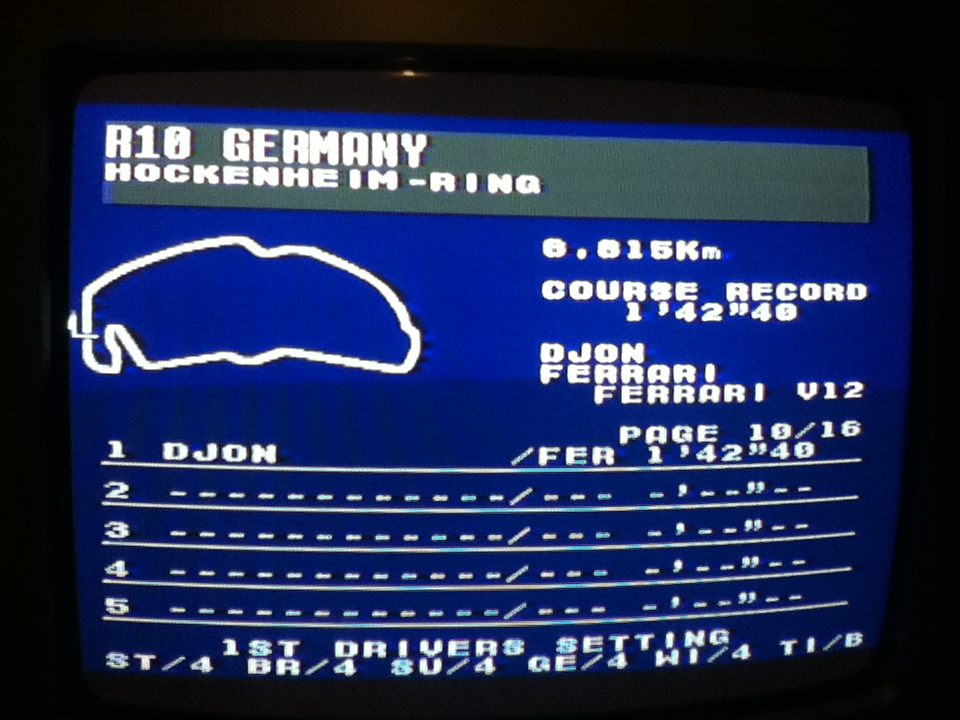 R10 GERMANY
HOCKENHEIM-RING
6.815Km
COURSE RECORD
1'42"40
DJON
FERRARI
FERRARI V12
PAGE 10/16
1 DJON /FER 1'42"40
2 ------------/--- -'--"--
3 ------------/--- -'--"--
4 ------------/--- -'--"--
5 ------------/--- -'--"--
1ST DRIVERS SETTING
ST/4 BR/4 SU/4 GE/4 WI/4 TI/B